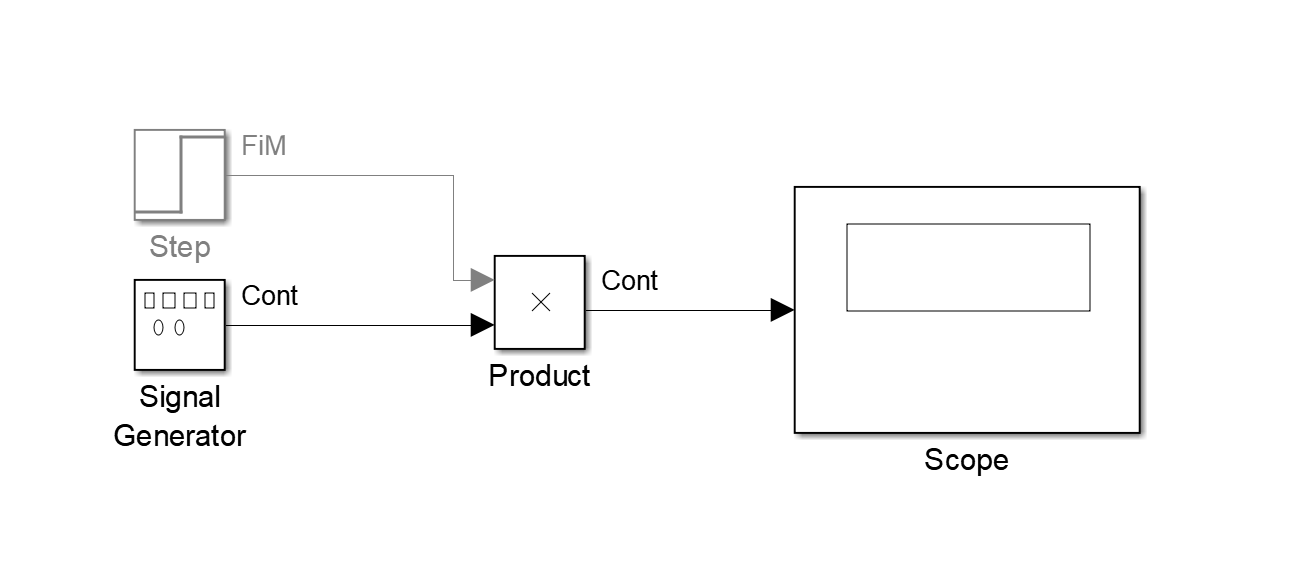 FiM
Step
Cont
Signal
Generator
Cont
Product
Scope